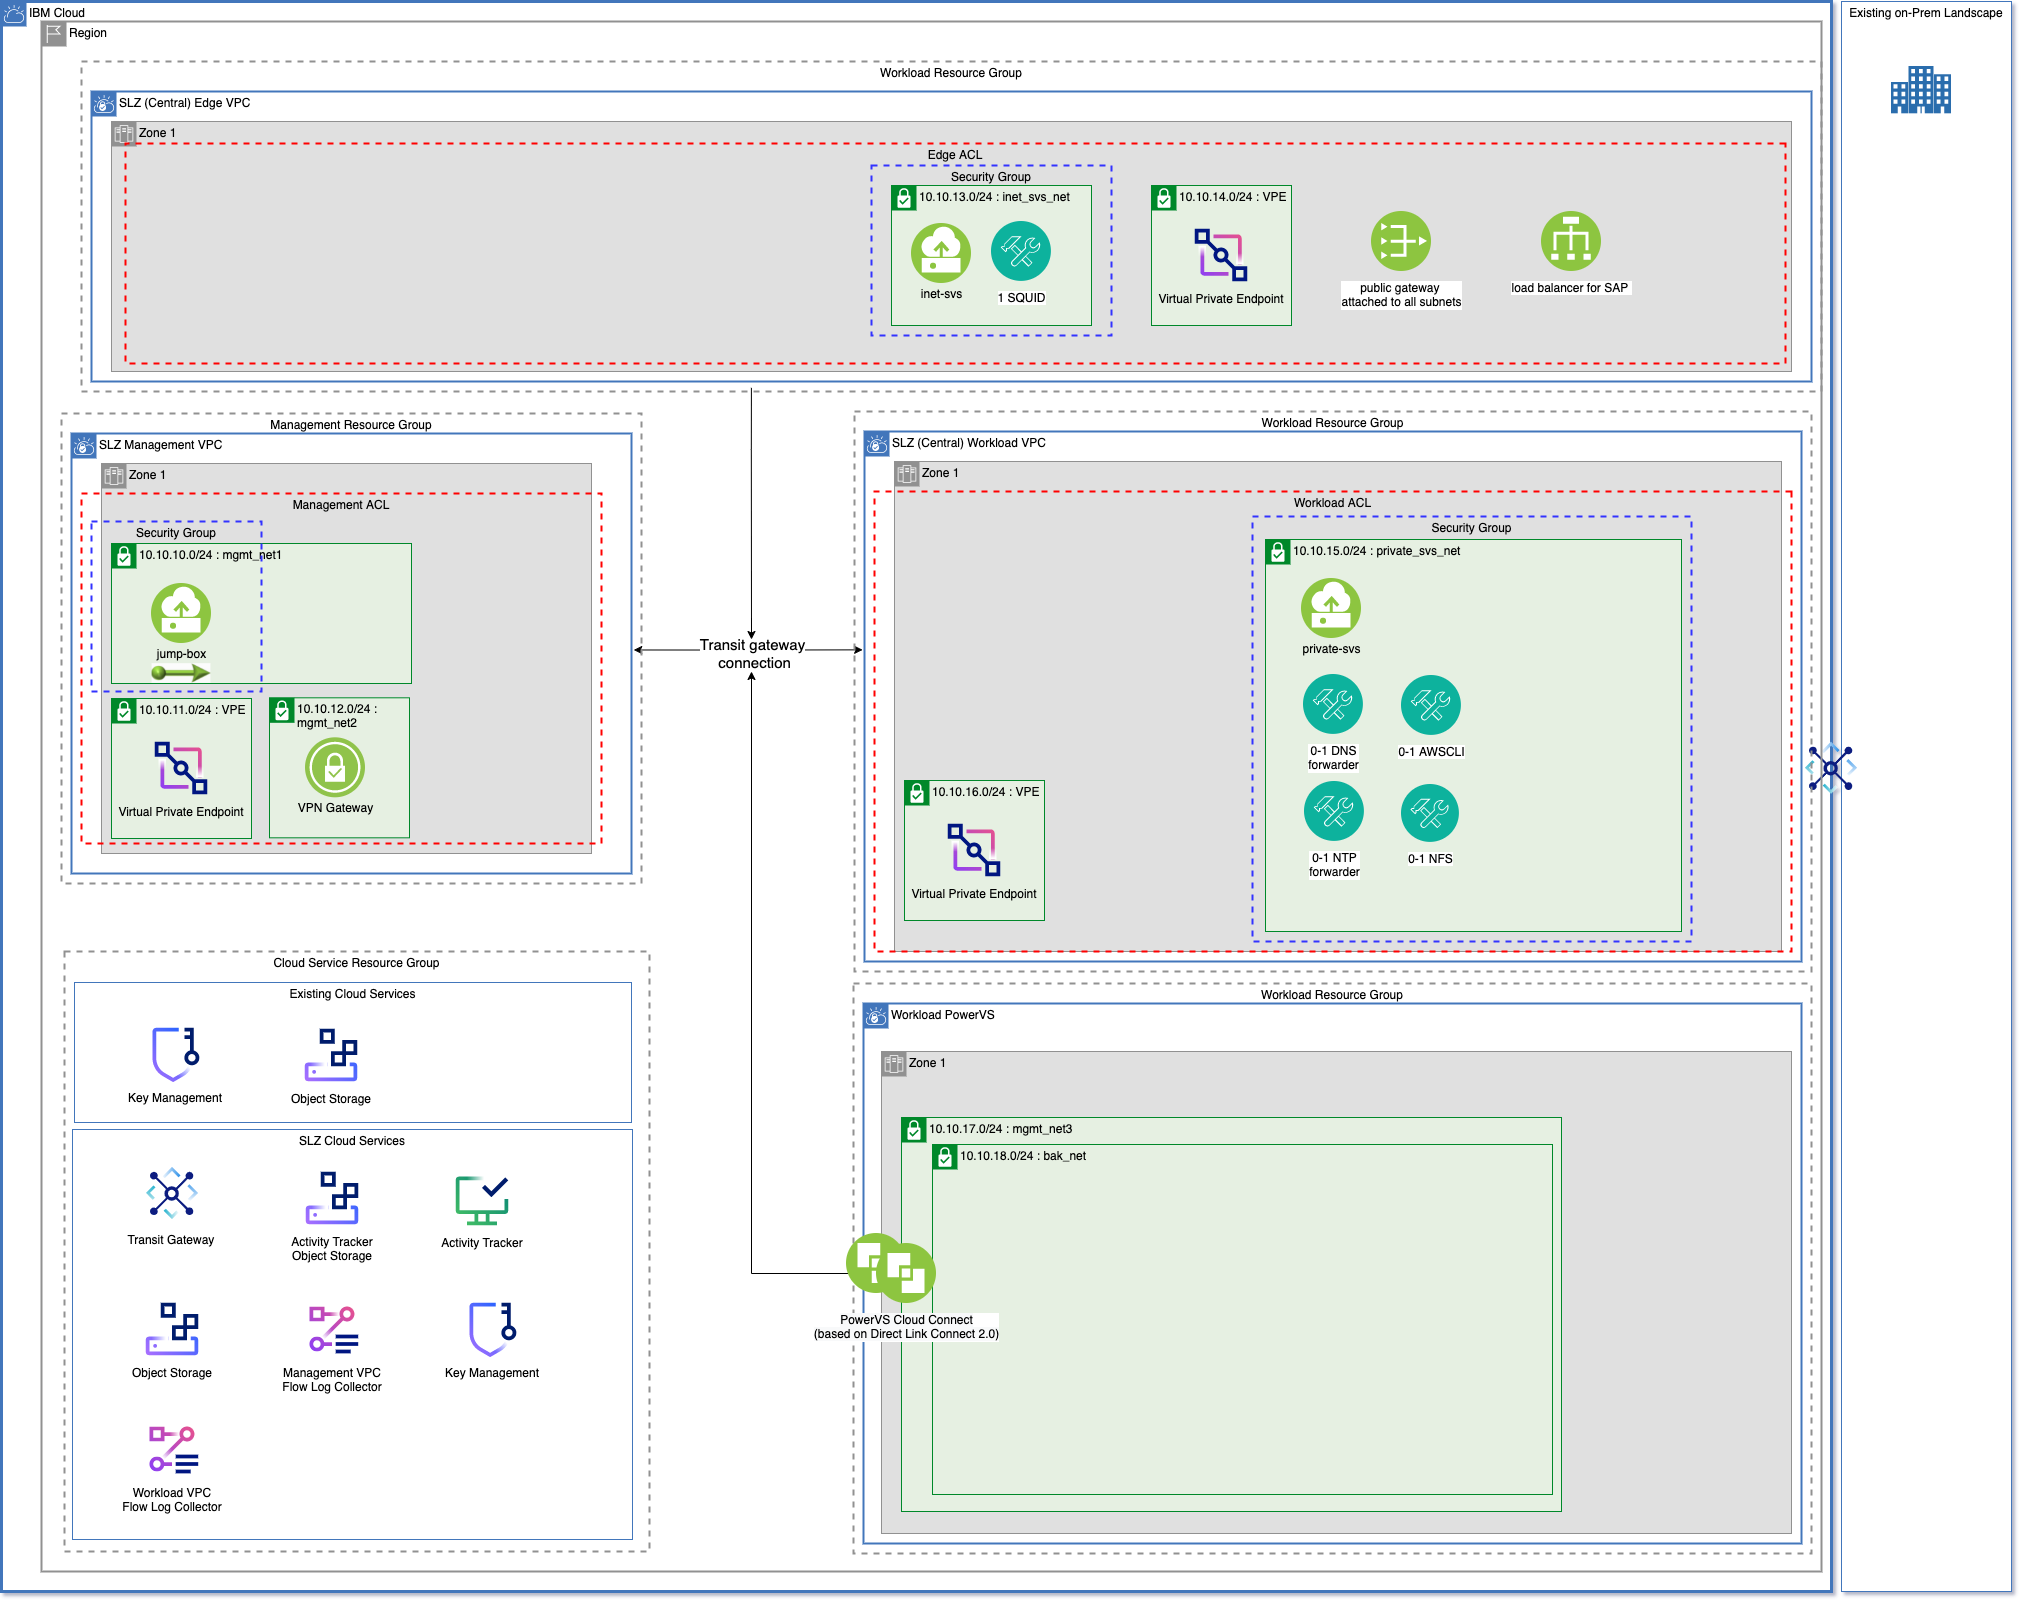 IBM Cloud
Existing on-Prem Landscape
Region
Workload Resource Group
SLZ (Central) Edge VPC
Zone 1
Edge ACL
Security Group
10.10.13.0/24 : inet_svs_net
10.10.14.0/24 : VPE
inet-svs
1 SQUID
Virtual Private Endpoint
public gateway
attached to all subnets
load balancer for SAP
Management Resource Group
SLZ Management VPC
Zone 1
Management ACL
Security Group
10.10.10.0/24 : mgmt_net1
jump-box
10.10.11.0/24 : VPE
Virtual Private Endpoint
10.10.12.0/24 :
mgmt_net2
VPN Gateway
Transit gateway
connection
Workload Resource Group
SLZ (Central) Workload VPC
Zone 1
Workload ACL
Security Group
10.10.15.0/24 : private_svs_net
private-svs
0-1 DNS
forwarder
0-1 AWSCLI
0-1 NTP
forwarder
0-1 NFS
10.10.16.0/24 : VPE
Virtual Private Endpoint
Cloud Service Resource Group
Existing Cloud Services
Key Management
Object Storage
SLZ Cloud Services
Transit Gateway
Activity Tracker
Object Storage
Activity Tracker
Object Storage
Management VPC
Flow Log Collector
Key Management
Workload VPC
Flow Log Collector
Workload Resource Group
Workload PowerVS
Zone 1
10.10.17.0/24 : mgmt_net3
10.10.18.0/24 : bak_net
PowerVS Cloud Connect
(based on Direct Link Connect 2.0)